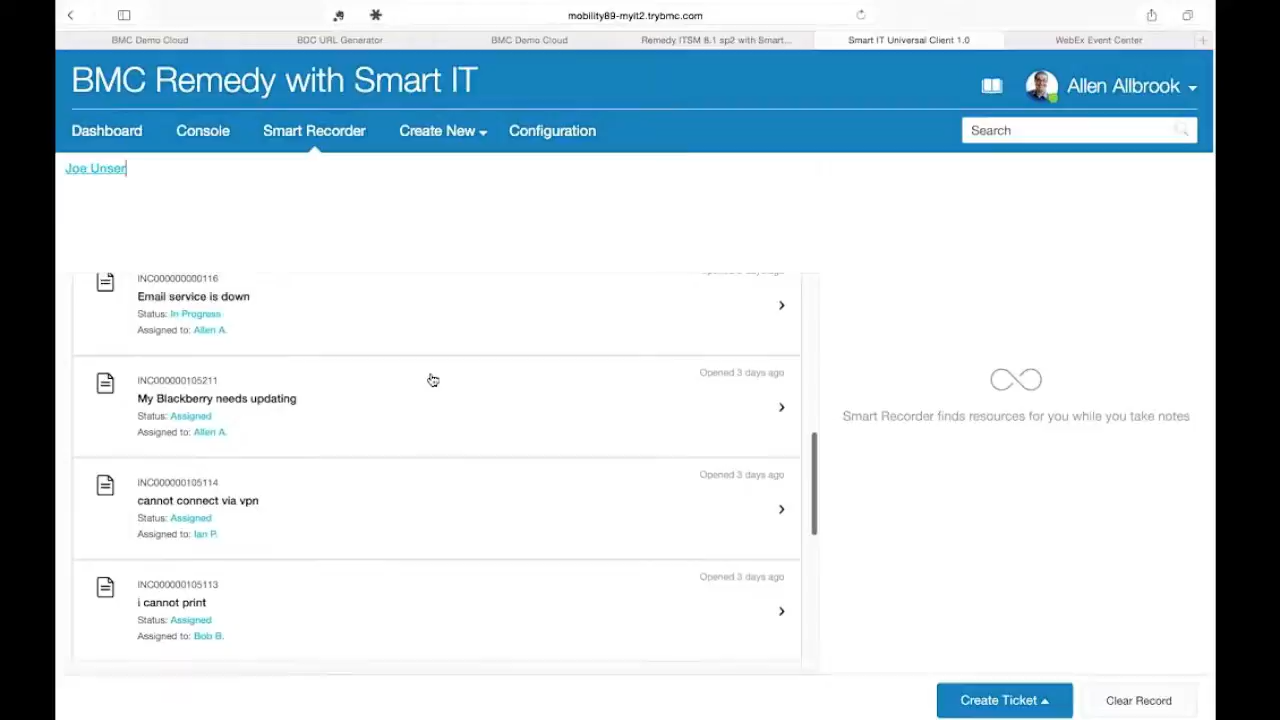 mobility89-myit2.trybmc.com
BMC Demo Cloud
BDC URL Generator
BMC Demo Cloud
Remedy ITSM 8.1 sp2 with Smart...
Smart IT Universal Client 1.0
WebEx Event Center
BMC Remedy with Smart IT
Allen Allbrook
Dashboard
Console
Smart Recorder
Create New
Configuration
Search
Joe Unser
INC000000000116
Email service is down
Status: In Progress
Assigned to: Allen A.
INC000000105211
Opened 3 days ago
My Blackberry needs updating
Status: Assigned
Assigned to: Allen A.
INC000000105114
Opened 3 days ago
cannot connect via vpn
Status: Assigned
Assigned to: Ian P.
INC000000105113
Opened 3 days ago
i cannot print
Status: Assigned
Assigned to: Bob B.
Smart Recorder finds resources for you while you take notes
Create Ticket
Clear Record